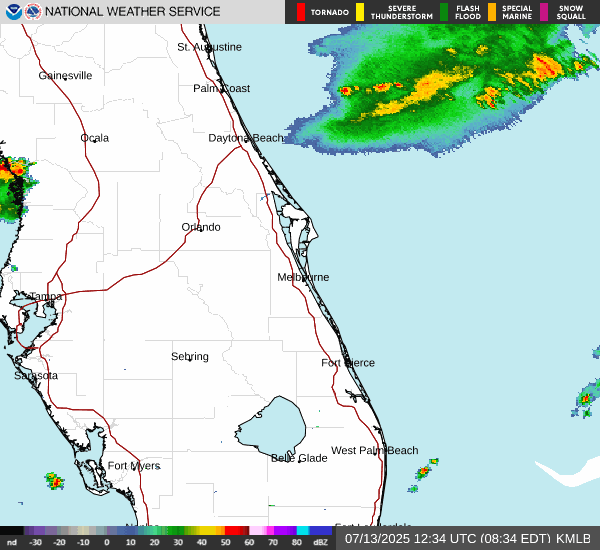 NATIONAL WEATHER SERVICE
TORNADO
SEVERE
THUNDERSTORM
FLASH
FLOOD
SPECIAL
MARINE
SNOW
SQUALL
St. Augustine
Gainesville
Palm Coast
Ocala
Daytona Beach
Orlando
Melbourne
Tampa
Sebring
Fort Pierce
Sarasota
West Palm Beach
Belle Glade
Fort Myers
nd -30 -20 -10 0 10 20 30 40 50 60 70 80 dBZ
07/13/2025 12:34 UTC (08:34 EDT) KMLB